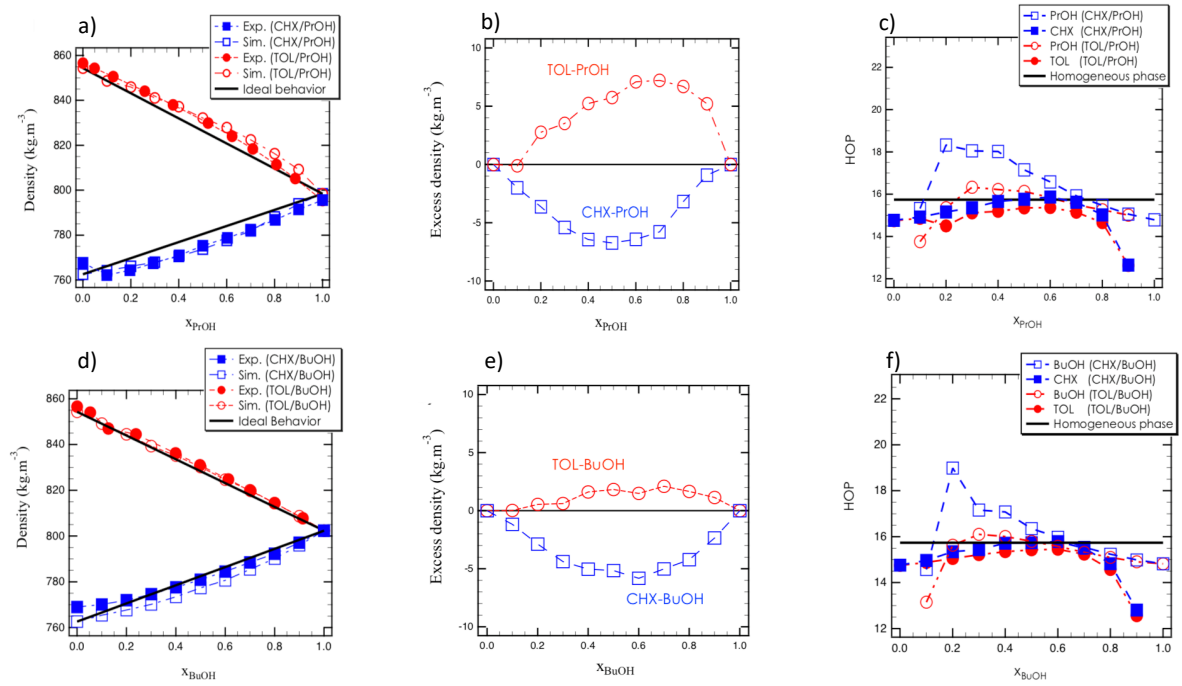 a)
Exp. (CHX/PrOH)
Sim. (CHX/PrOH)
Exp. (TOL/PrOH)
Sim. (TOL/PrOH)
Ideal behavior
Density (kg.m-3)
860
840
820
800
780
760
0.0 0.2 0.4 0.6 0.8 1.0
xPrOH
b)
TOL-PrOH
CHX-PrOH
Excess density (kg.m-3)
10
5
0
-5
-10
0.0 0.2 0.4 0.6 0.8 1.0
xPrOH
c)
PrOH (CHX/PrOH)
CHX (CHX/PrOH)
PrOH (TOL/PrOH)
TOL (TOL/PrOH)
Homogeneous phase
HOP
22
20
18
16
14
12
0.0 0.2 0.4 0.6 0.8 1.0
xPrOH
d)
Exp. (CHX/BuOH)
Sim. (CHX/BuOH)
Exp. (TOL/BuOH)
Sim. (TOL/BuOH)
Ideal Behavior
Density (kg.m-3)
860
840
820
800
780
760
0.0 0.2 0.4 0.6 0.8 1.0
xBuOH
e)
TOL-BuOH
CHX-BuOH
Excess density (kg.m-3)
10
5
0
-5
-10
0.0 0.2 0.4 0.6 0.8 1.0
xBuOH
f)
BuOH (CHX/BuOH)
CHX (CHX/BuOH)
BuOH (TOL/BuOH)
TOL (TOL/BuOH)
Homogeneous phase
HOP
22
20
18
16
14
12
0.0 0.2 0.4 0.6 0.8 1.0
xBuOH